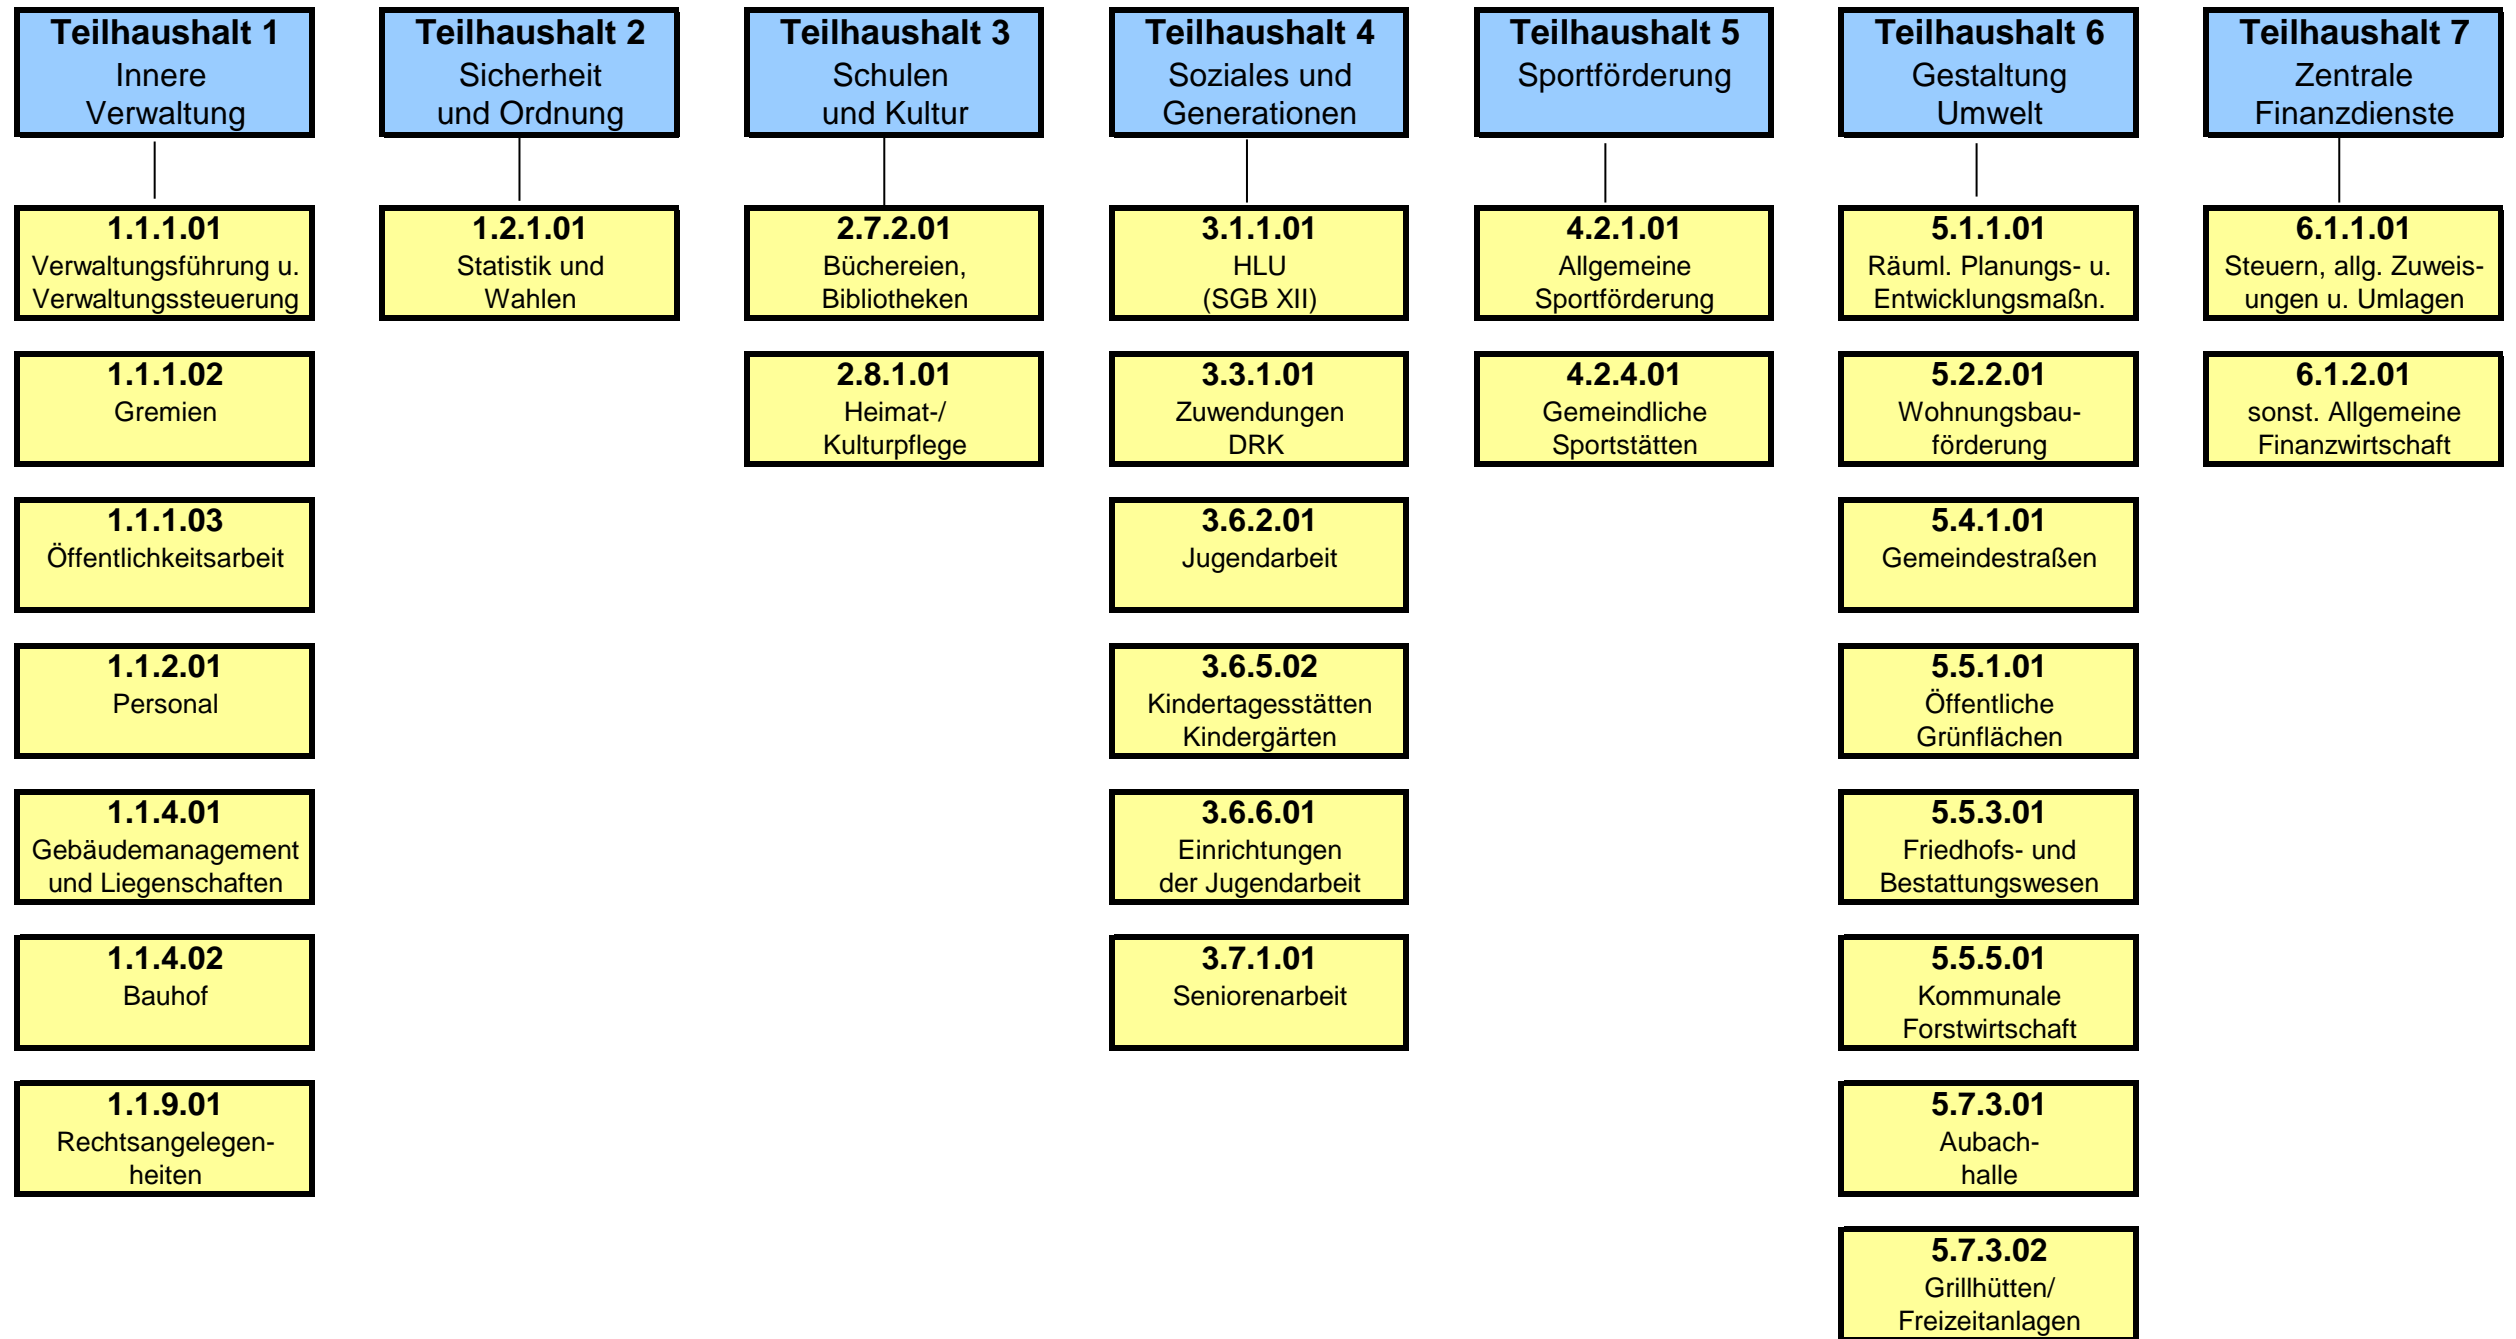 Teilhaushalt 1
Innere
Verwaltung
1.1.1.01
Verwaltungsführung u.
Verwaltungssteuerung
1.1.1.02
Gremien
1.1.1.03
Öffentlichkeitsarbeit
1.1.2.01
Personal
1.1.4.01
Gebäudemanagement
und Liegenschaften
1.1.4.02
Bauhof
1.1.9.01
Rechtsangelegen-
heiten
Teilhaushalt 2
Sicherheit
und Ordnung
1.2.1.01
Statistik und
Wahlen
Teilhaushalt 3
Schulen
und Kultur
2.7.2.01
Büchereien,
Bibliotheken
2.8.1.01
Heimat-/
Kulturpflege
Teilhaushalt 4
Soziales und
Generationen
3.1.1.01
HLU
(SGB XII)
3.3.1.01
Zuwendungen
DRK
3.6.2.01
Jugendarbeit
3.6.5.02
Kindertagesstätten
Kindergärten
3.6.6.01
Einrichtungen
der Jugendarbeit
3.7.1.01
Seniorenarbeit
Teilhaushalt 5
Sportförderung
4.2.1.01
Allgemeine
Sportförderung
4.2.4.01
Gemeindliche
Sportstätten
Teilhaushalt 6
Gestaltung
Umwelt
5.1.1.01
Räuml. Planungs- u.
Entwicklungsmaßn.
5.2.2.01
Wohnungsbau-
förderung
5.4.1.01
Gemeindestraßen
5.5.1.01
Öffentliche
Grünflächen
5.5.3.01
Friedhofs- und
Bestattungswesen
5.5.5.01
Kommunale
Forstwirtschaft
5.7.3.01
Aubach-
halle
5.7.3.02
Grillhütten/
Freizeitanlagen
Teilhaushalt 7
Zentrale
Finanzdienste
6.1.1.01
Steuern, allg. Zuweis-
ungen u. Umlagen
6.1.2.01
sonst. Allgemeine
Finanzwirtschaft